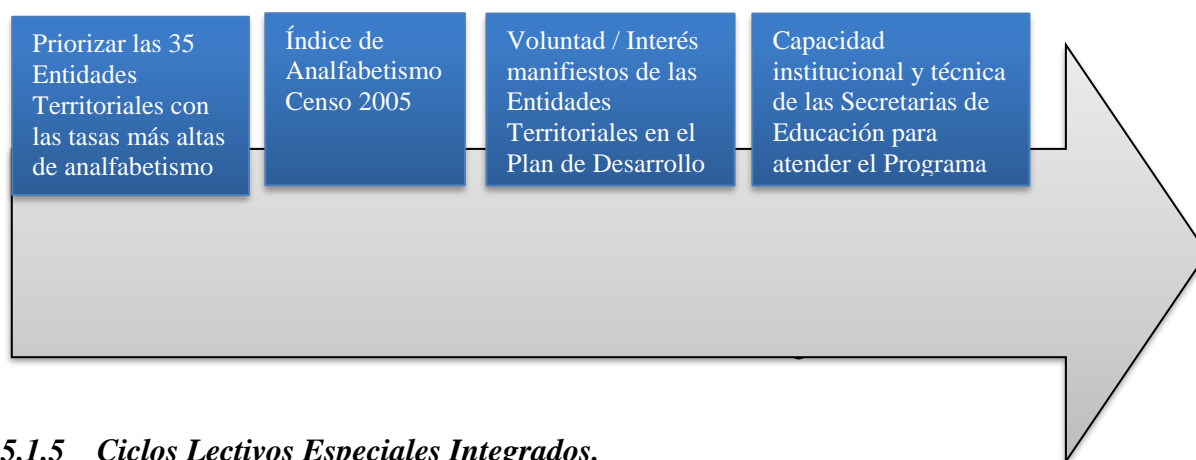 Priorizar las 35
Entidades
Territoriales con
las tasas más altas
de analfabetismo
Índice de
Analfabetismo
Censo 2005
Voluntad / Interés
manifiestos de las
Entidades
Territoriales en el
Plan de Desarrollo
Capacidad
institucional y técnica
de las Secretarias de
Educación para
atender el Programa
5.1.5 Ciclos Lectivos Especiales Integrados.